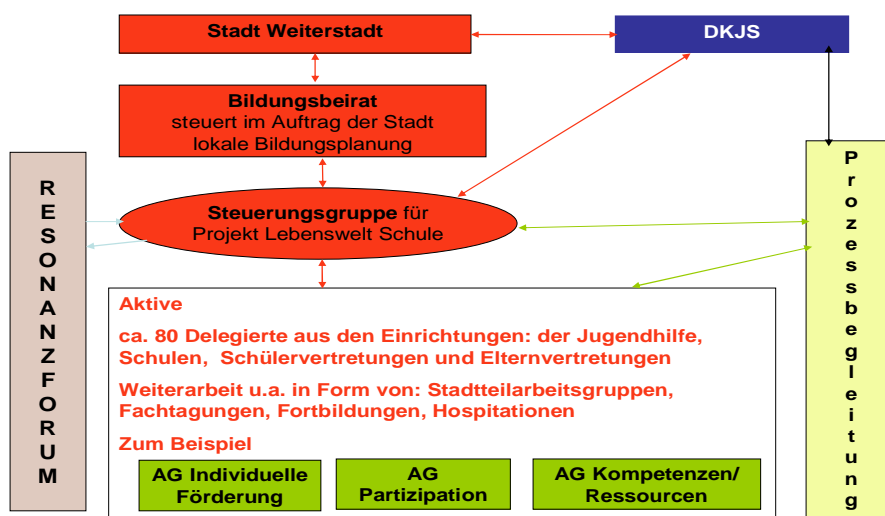 Stadt Weiterstadt
DKJS
Bildungsbeirat
steuert im Auftrag der Stadt
lokale Bildungsplanung
RESONANZFORUM
Steuerungsgruppe für
Projekt Lebenswelt Schule
Prozessbegleitung
Aktive
ca. 80 Delegierte aus den Einrichtungen: der Jugendhilfe,
Schulen, Schülervertretungen und Elternvertretungen
Weiterarbeit u.a. in Form von: Stadtteilarbeitsgruppen,
Fachtagungen, Fortbildungen, Hospitationen
Zum Beispiel
AG Individuelle
Förderung
AG
Partizipation
AG Kompetenzen/
Ressourcen